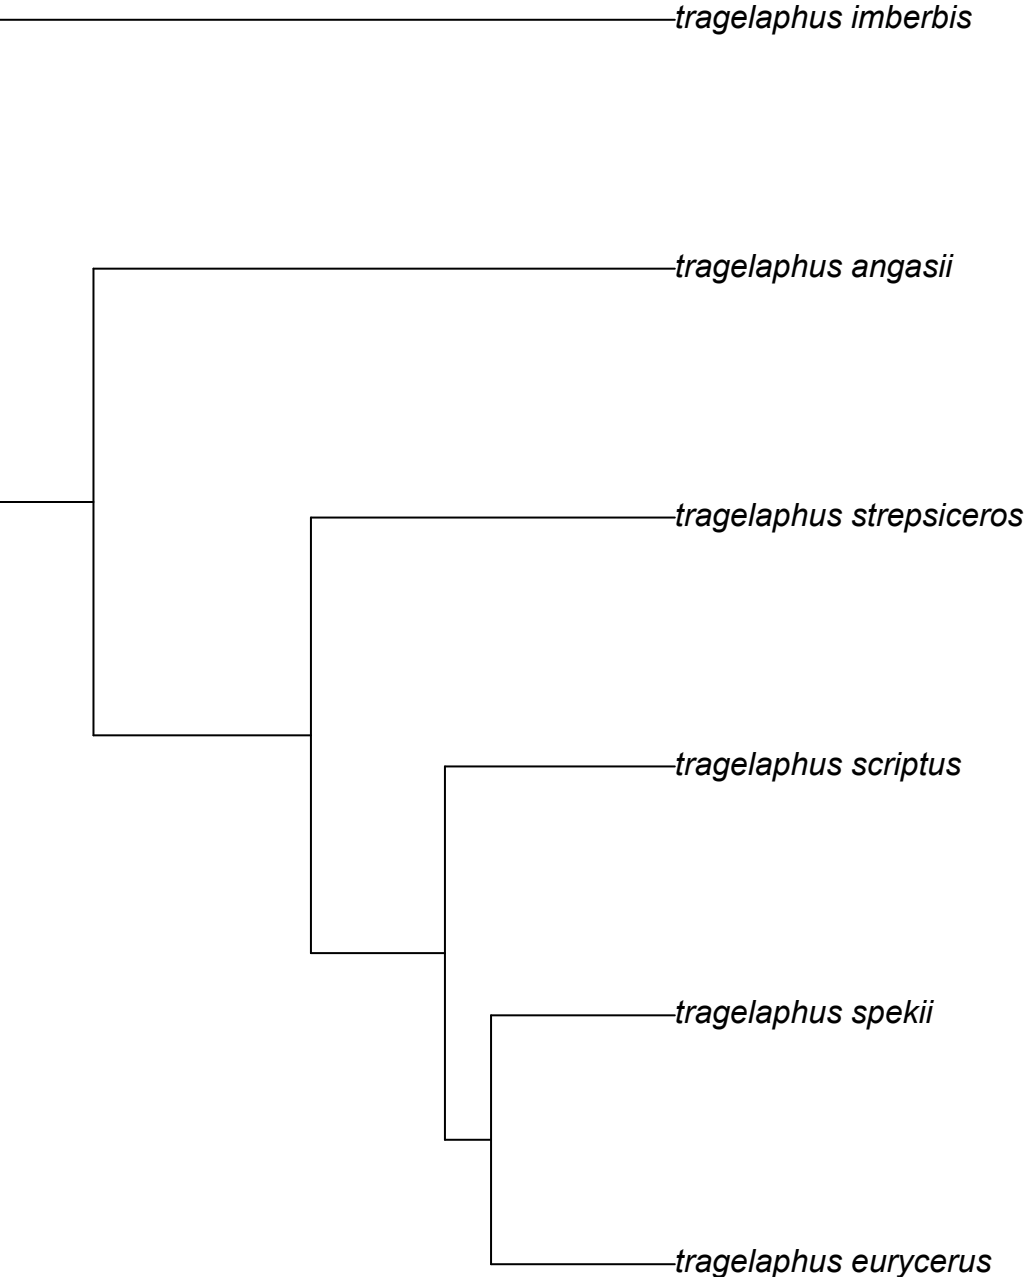 tragelaphus imberbis
tragelaphus angasii
tragelaphus strepsiceros
tragelaphus scriptus
tragelaphus spekii
tragelaphus eurycerus